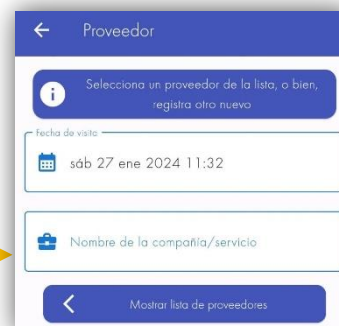 Proveedor
Selecciona un proveedor de la lista, o bien,
registra otro nuevo
Fecha de visita
sáb 27 ene 2024 11:32
Nombre de la compañía/servicio
Mostrar lista de proveedores